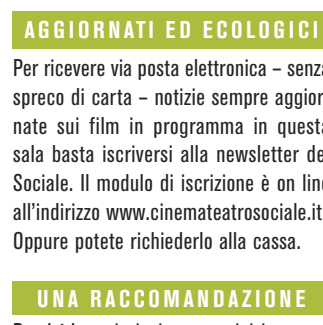 AGGIORNATI ED ECOLOGICI
Per ricevere via posta elettronica – senza
spreco di carta – notizie sempre aggior
nate sui film in programma in questa
sala basta iscriversi alla newsletter de
Sociale. Il modulo di iscrizione è on line
all'indirizzo www.cinemateatrosociale.it
Oppure potete richiederlo alla cassa.
UNA RACCOMANDAZIONE